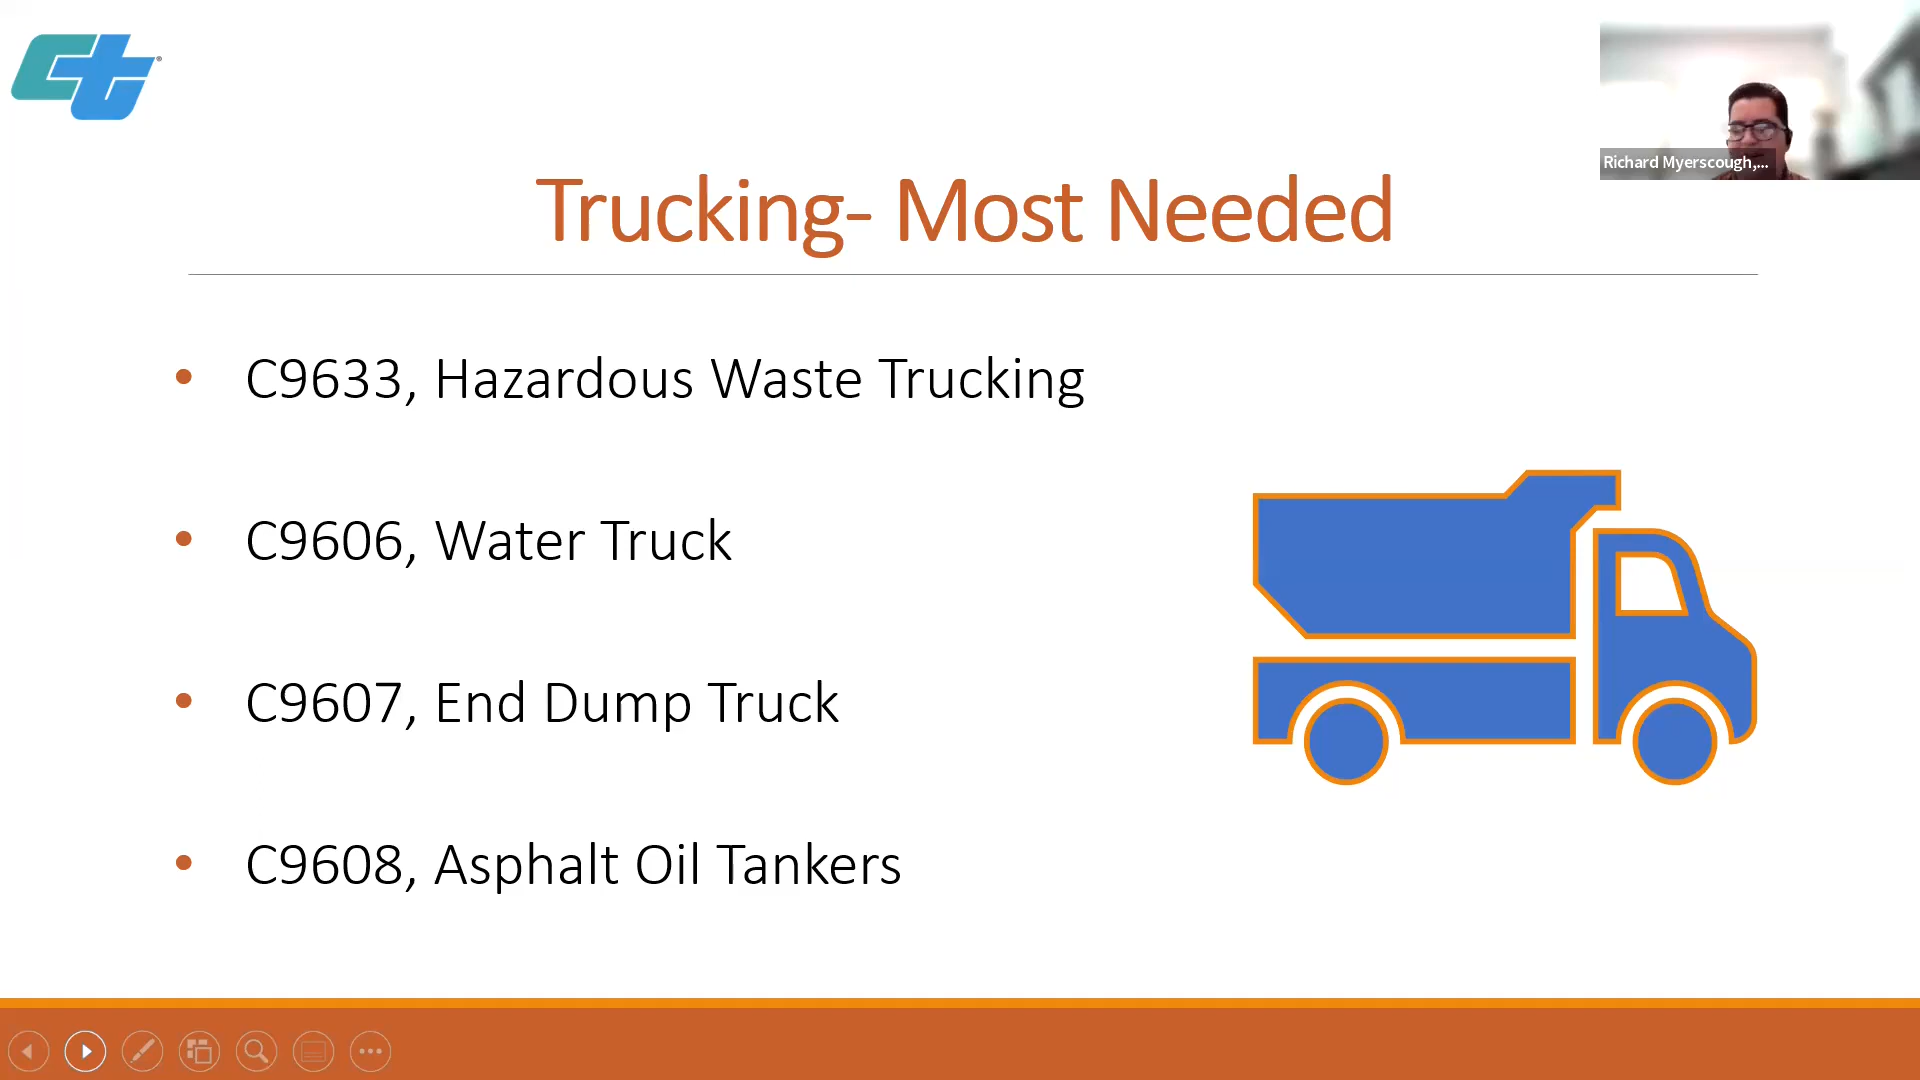 Ct®
Richard Myerscough,...
Trucking- Most Needed
• C9633, Hazardous Waste Trucking
• C9606, Water Truck
• C9607, End Dump Truck
• C9608, Asphalt Oil Tankers